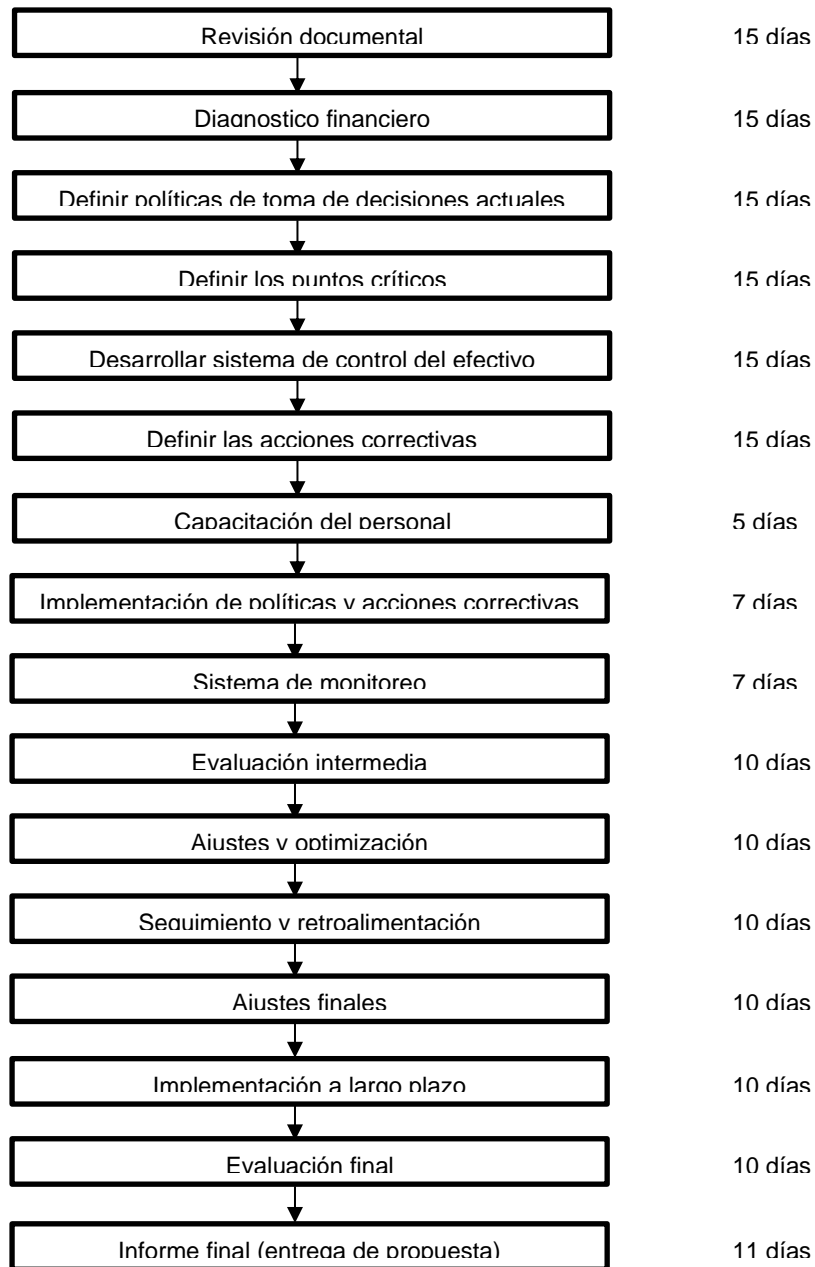 Revisión documental 15 días
Diagnostico financiero 15 días
Definir políticas de toma de decisiones actuales 15 días
Definir los puntos críticos 15 días
Desarrollar sistema de control del efectivo 15 días
Definir las acciones correctivas 15 días
Capacitación del personal 5 días
Implementación de políticas y acciones correctivas 7 días
Sistema de monitoreo 7 días
Evaluación intermedia 10 días
Ajustes y optimización 10 días
Seguimiento y retroalimentación 10 días
Ajustes finales 10 días
Implementación a largo plazo 10 días
Evaluación final 10 días
Informe final (entrega de propuesta) 11 días